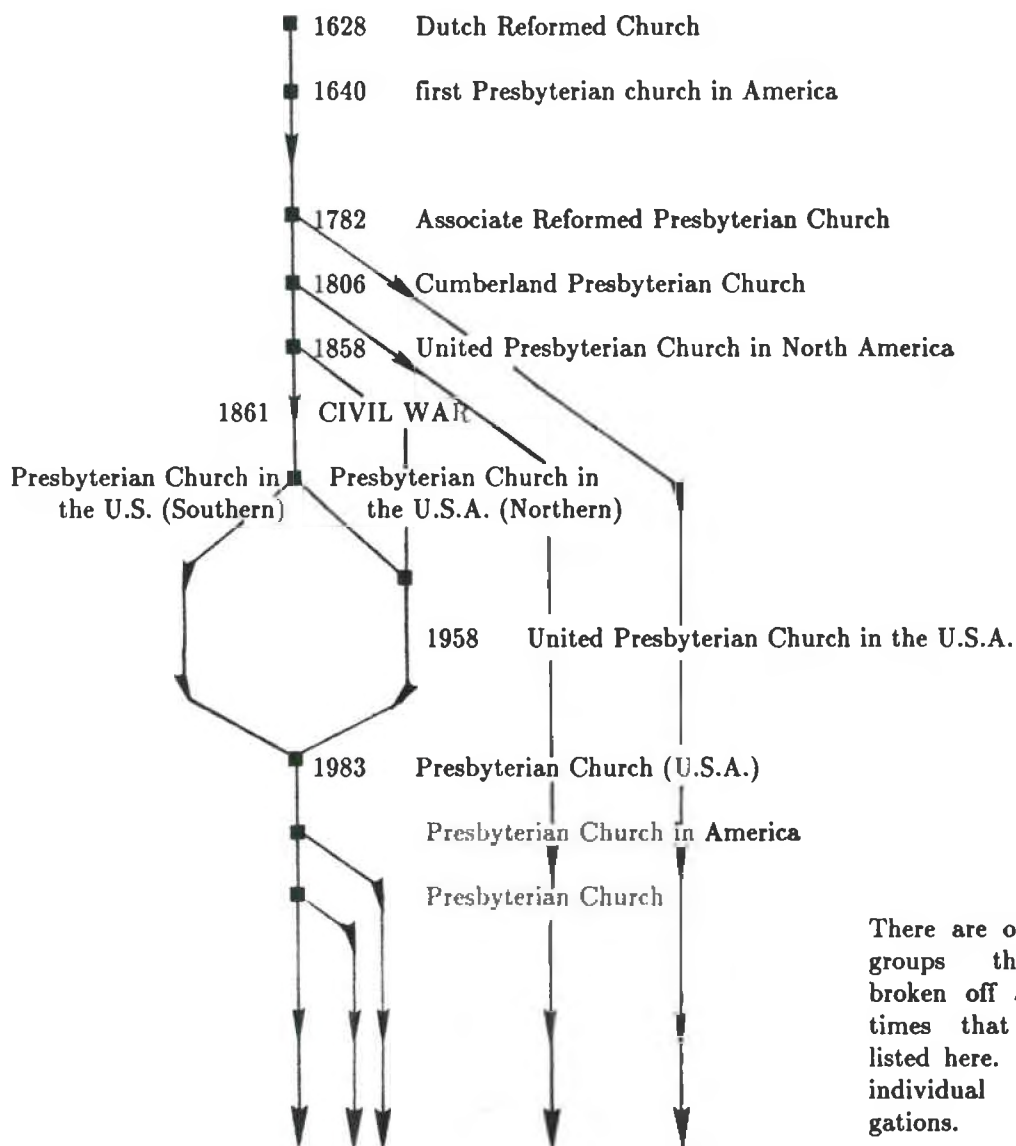 1628 Dutch Reformed Church
1640 first Presbyterian church in America
1782 Associate Reformed Presbyterian Church
1806 Cumberland Presbyterian Church
1858 United Presbyterian Church in North America
1861 CIVIL WAR
Presbyterian Church in Presbyterian Church in
the U.S. (Southern) the U.S.A. (Northern)
1958 United Presbyterian Church in the U.S.A.
1983 Presbyterian Church (U.S.A.)
Presbyterian Church in America
Presbyterian Church
There are
groups
broken off
times that
listed here.
individual
gations.